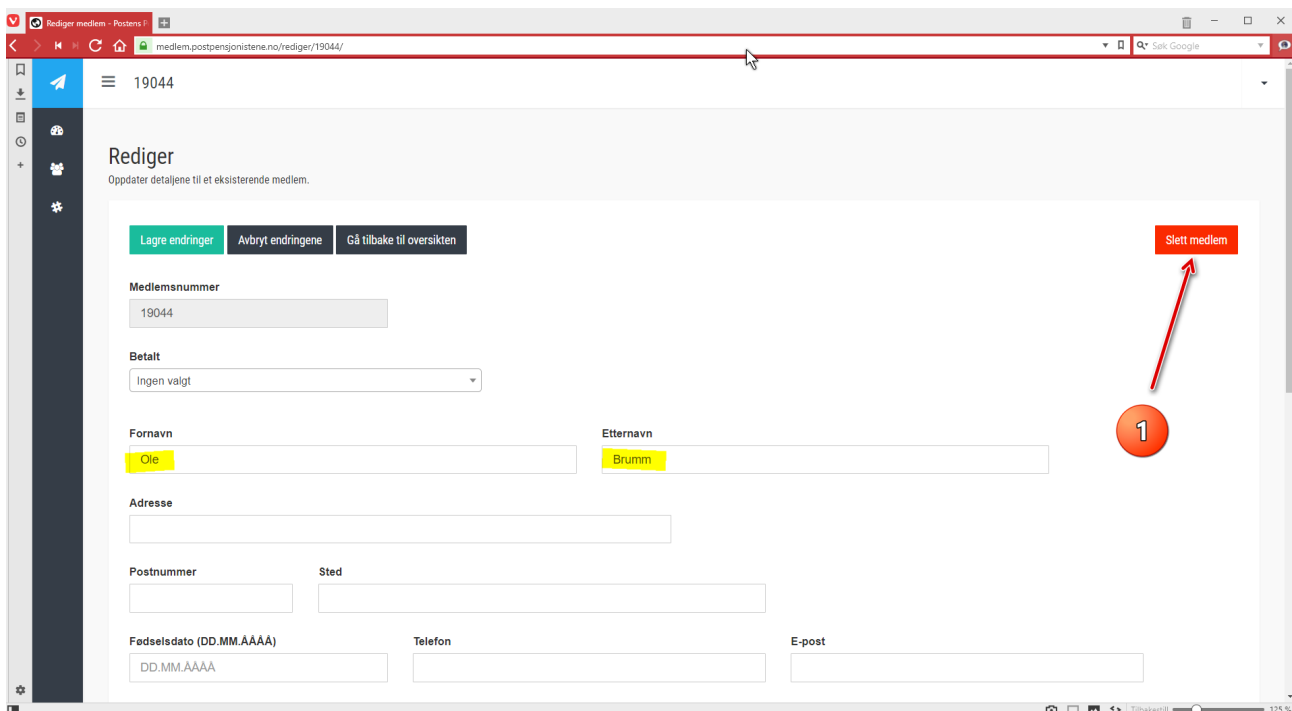 Rediger medlem - Postens P
medlem.postpensjonistene.no/rediger/19044/
Søk Google
19044
Rediger
Oppdater detaljene til et eksisterende medlem.
Lagre endringer
Avbryt endringene
Gå tilbake til oversikten
Slett medlem
Medlemsnummer
19044
Betalt
Ingen valgt
1
Fornavn
Etternavn
Ole
Brumm
Adresse
Postnummer
Sted
Fødselsdato (DD.MM.ÅÅÅÅ)
Telefon
E-post
DD.MM.ÅÅÅÅ
Tilbakestill
125 %